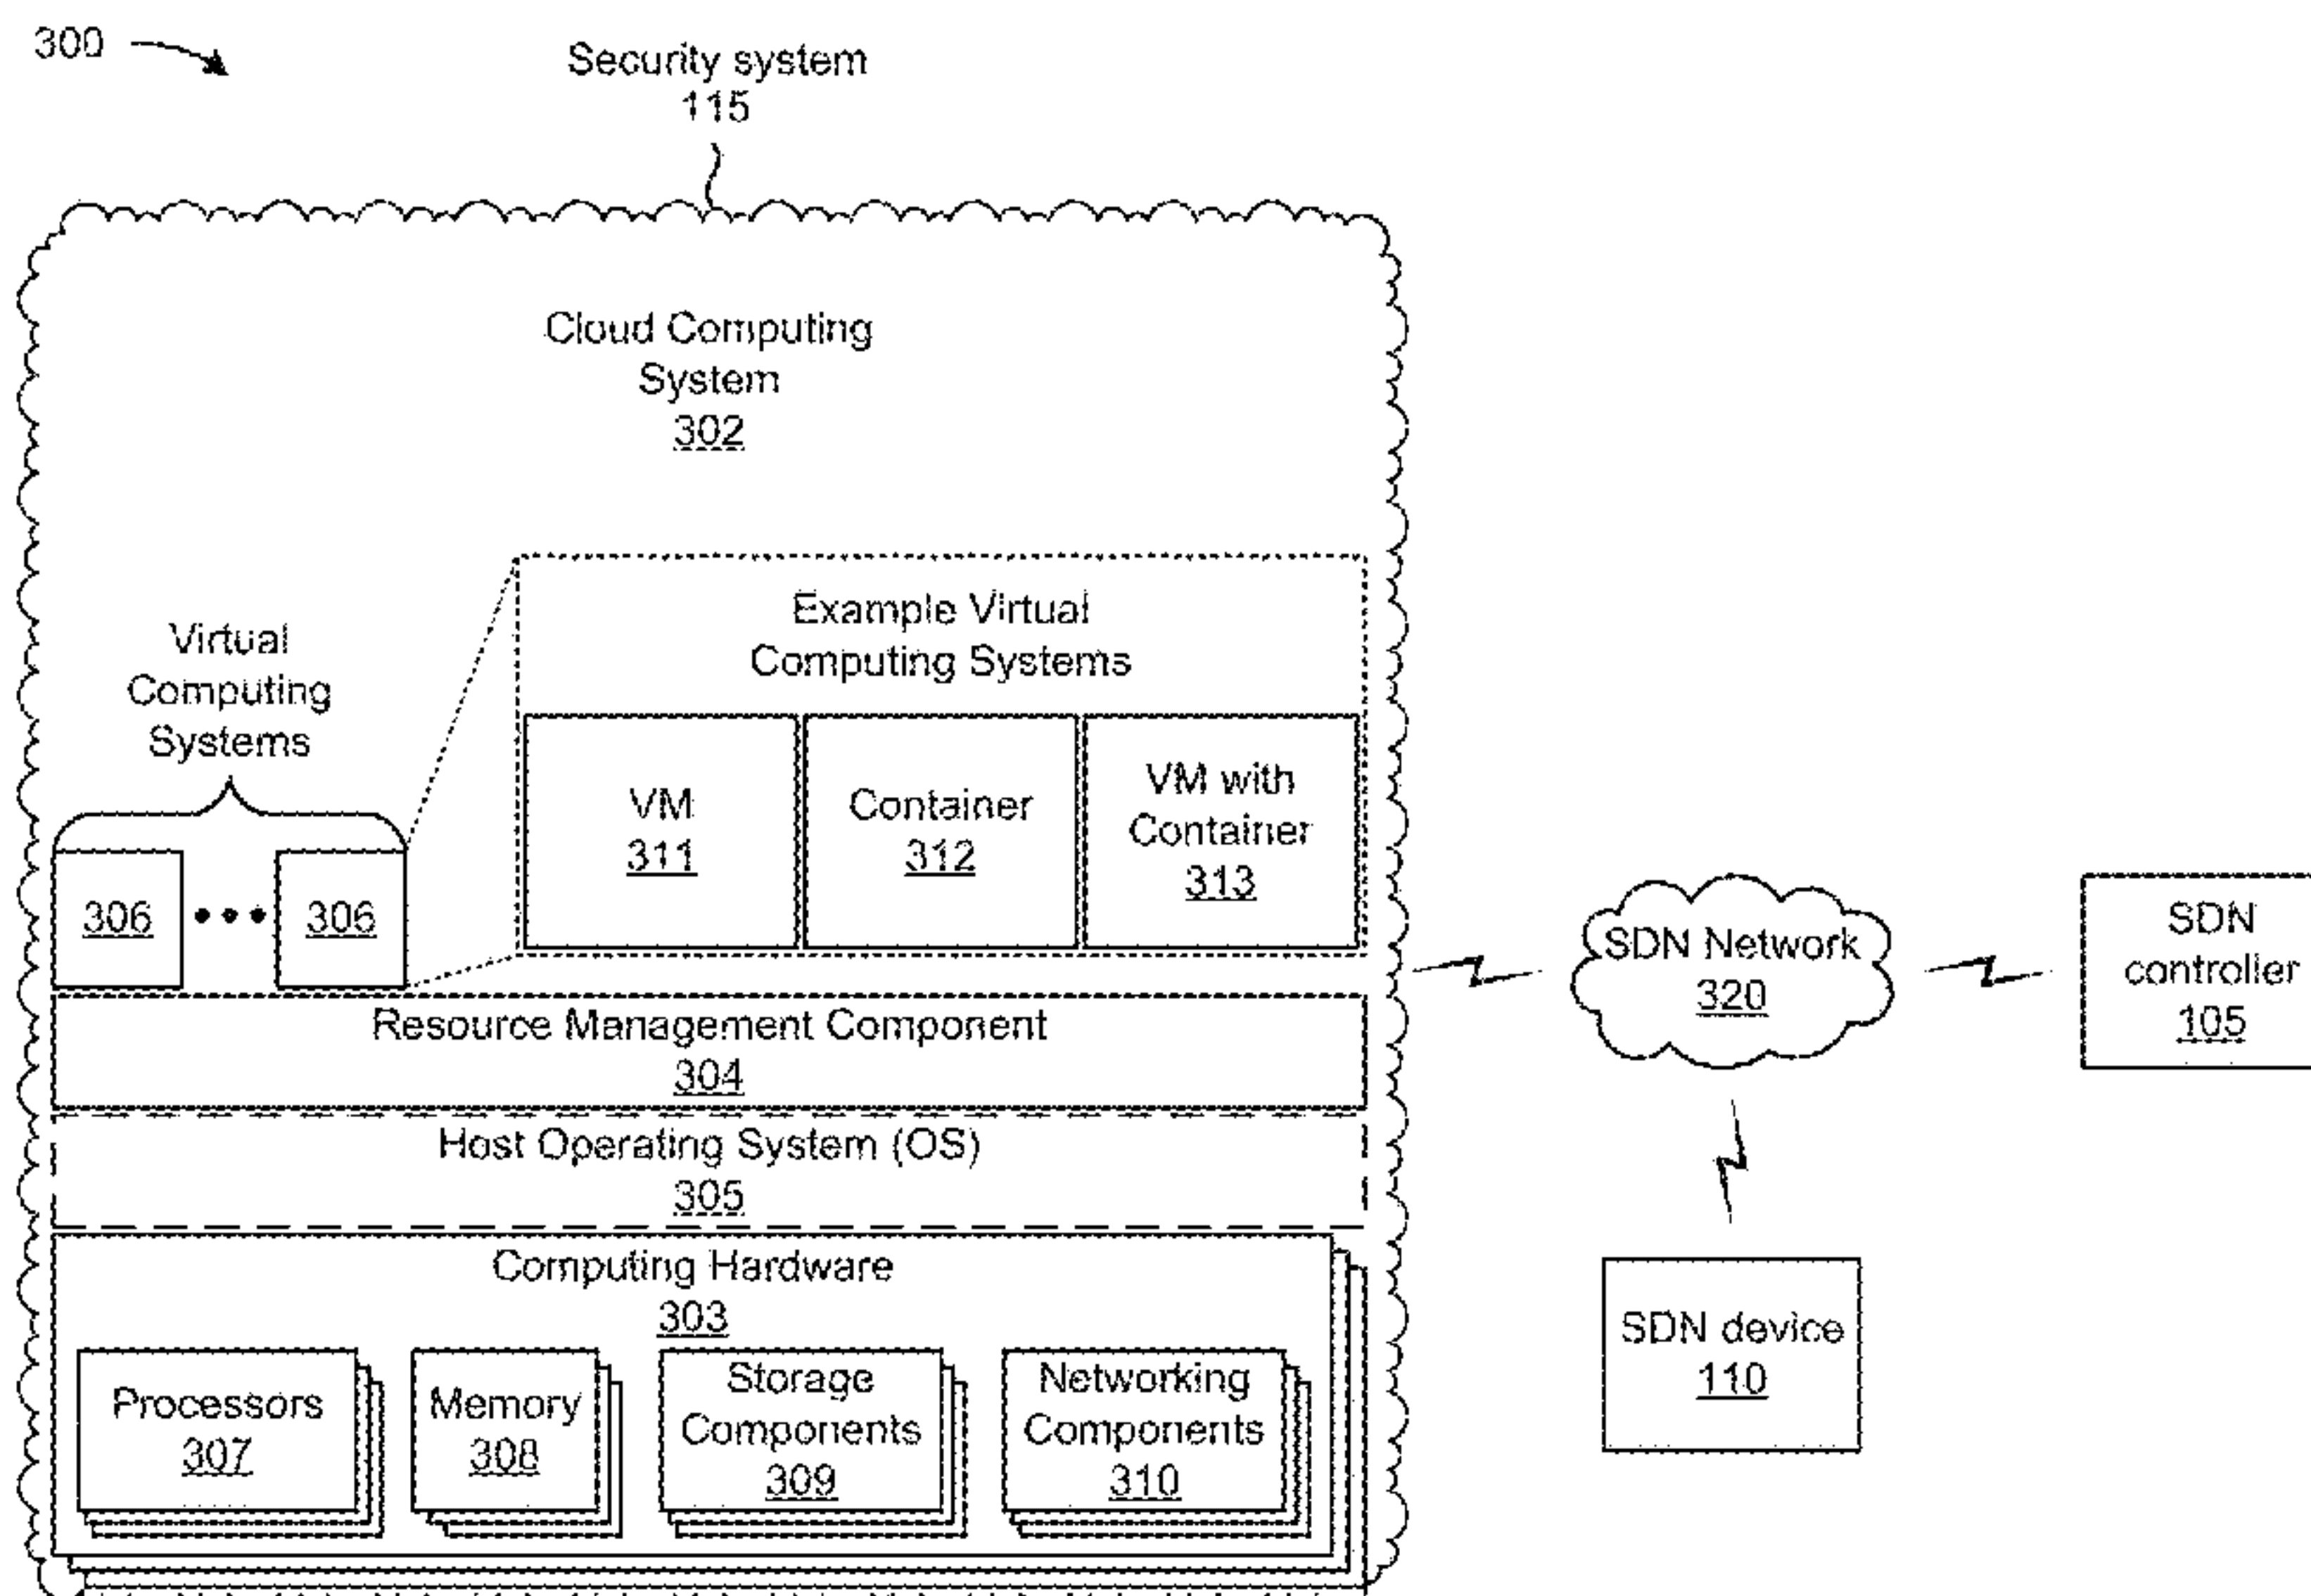 300
Security system
115
Cloud Computing
System
302
Example Virtual
Computing Systems
Virtual
Computing
Systems
VM
311
Container
312
VM with
Container
313
306
306
SDN Network
320
SDN
controller
105
Resource Management Component
304
Host Operating System (OS)
305
Computing Hardware
303
SDN device
110
Processors
307
Memory
308
Storage
Components
309
Networking
Components
310